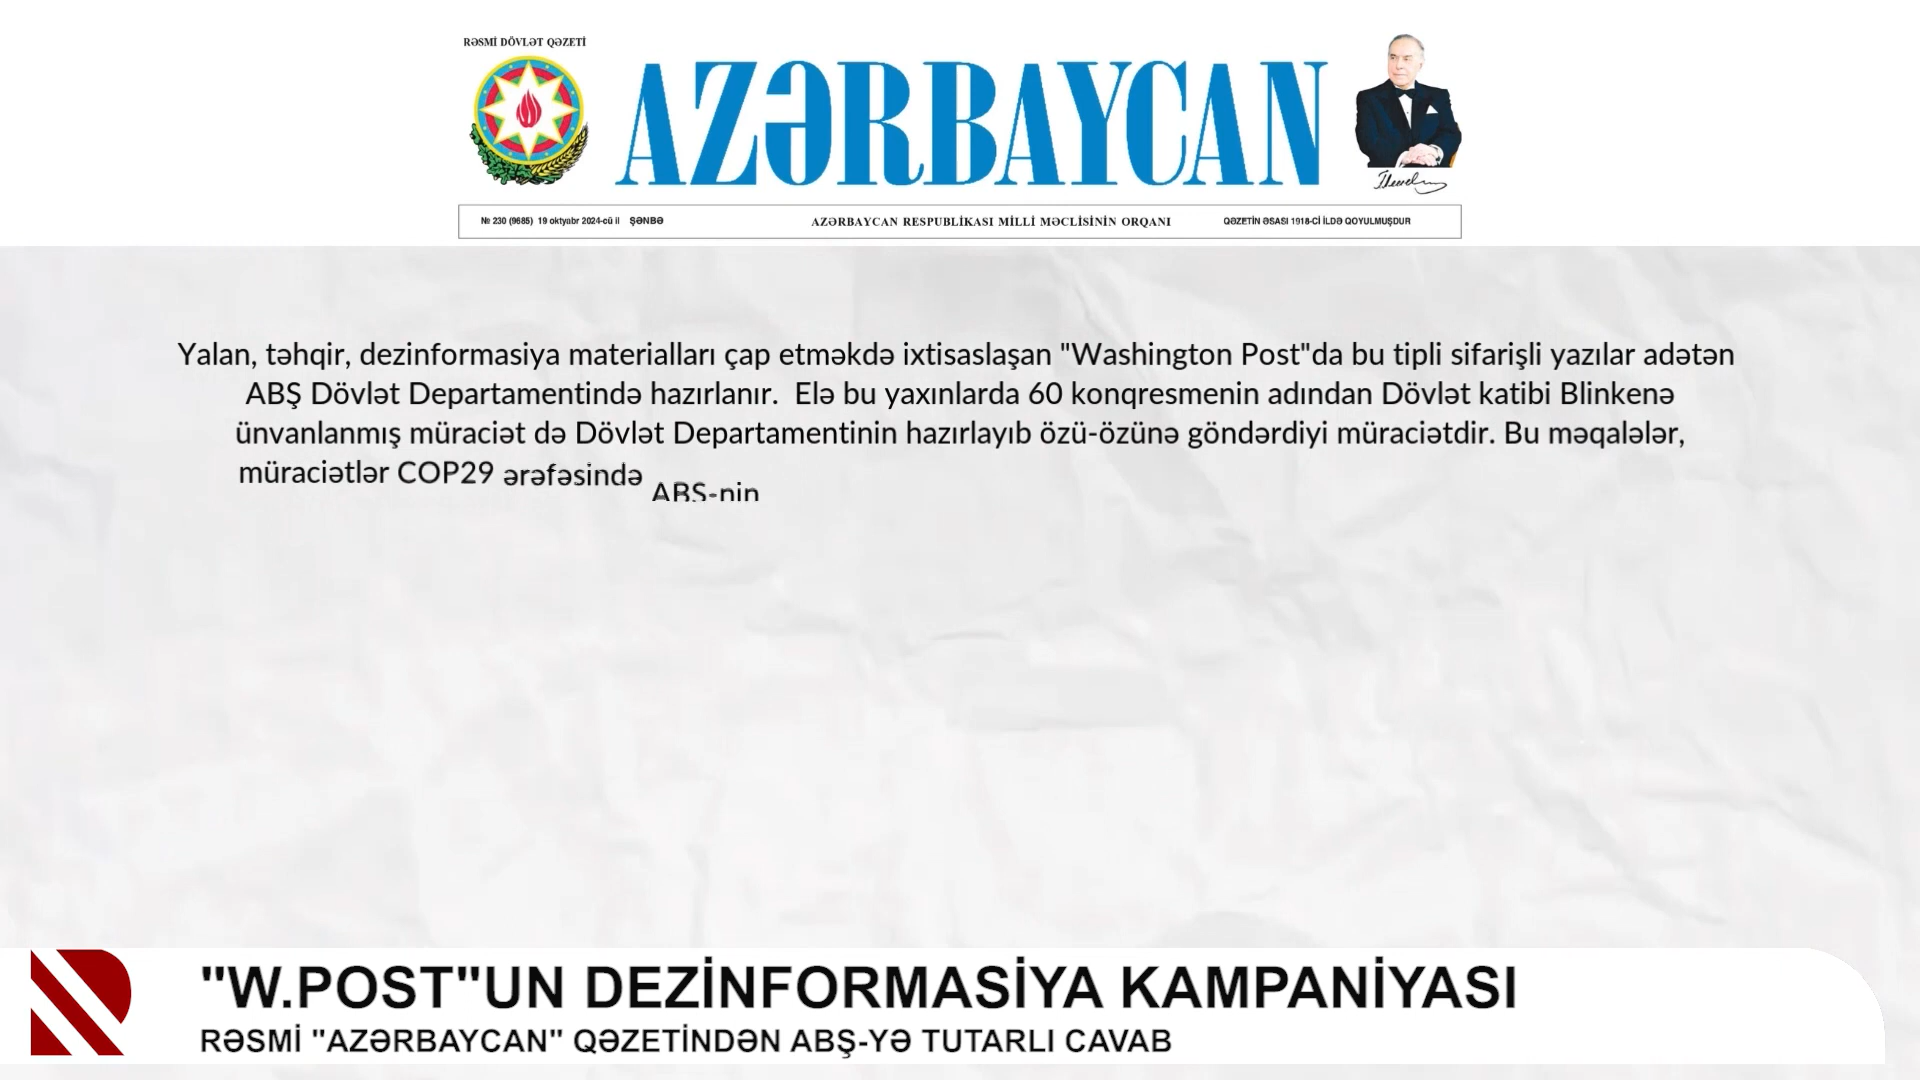 RƏSMİ DÖVLƏT QƏZETİ
AZƏRBAYCAN
№ 230 (9685) 19 oktyabr 2024-cü il ŞƏNBƏ
AZƏRBAYCAN RESPUBLİKASI MİLLİ MƏCLİSİNİN ORQANI
QƏZETİN ƏSASI 1918-Cİ İLDƏ QOYULMUŞDUR
Yalan, təhqir, dezinformasiya materialları çap etməkdə ixtisaslaşan "Washington Post"da bu tipli sifarişli yazılar adətən
ABŞ Dövlət Departamentində hazırlanır. Elə bu yaxınlarda 60 konqresmenin adından Dövlət katibi Blinkenə
ünvanlanmış müraciət də Dövlət Departamentinin hazırlayıb özü-özünə göndərdiyi müraciətdir. Bu məqalələr,
müraciətlər COP29 ərəfəsində ABŞ-nin
"W.POST"UN DEZİNFORMASİYA KAMPANİYASI
RƏSMİ "AZƏRBAYCAN" QƏZETİNDƏN ABŞ-YƏ TUTARLI CAVAB